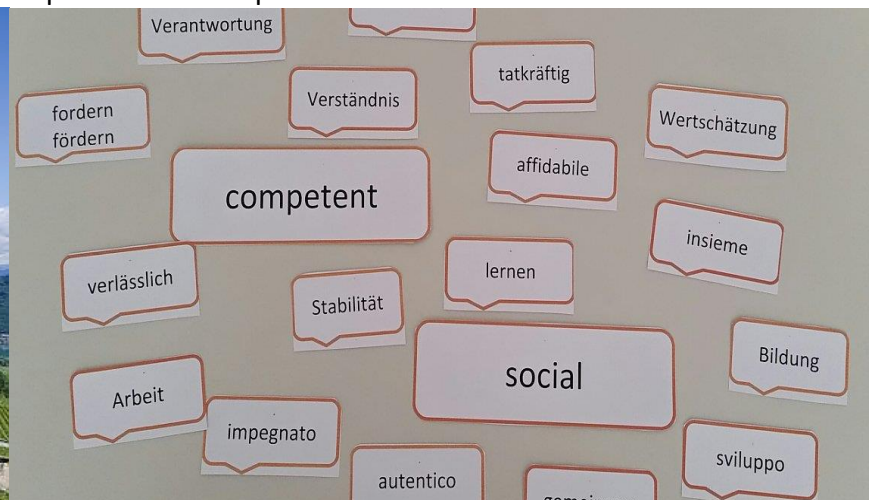 Verantwortung
tatkräftig
Verständnis
fordern
fördern
Wertschätzung
affidabile
competent
insieme
lernen
verlässlich
Stabilität
Bildung
social
Arbeit
impegnato
sviluppo
autentico